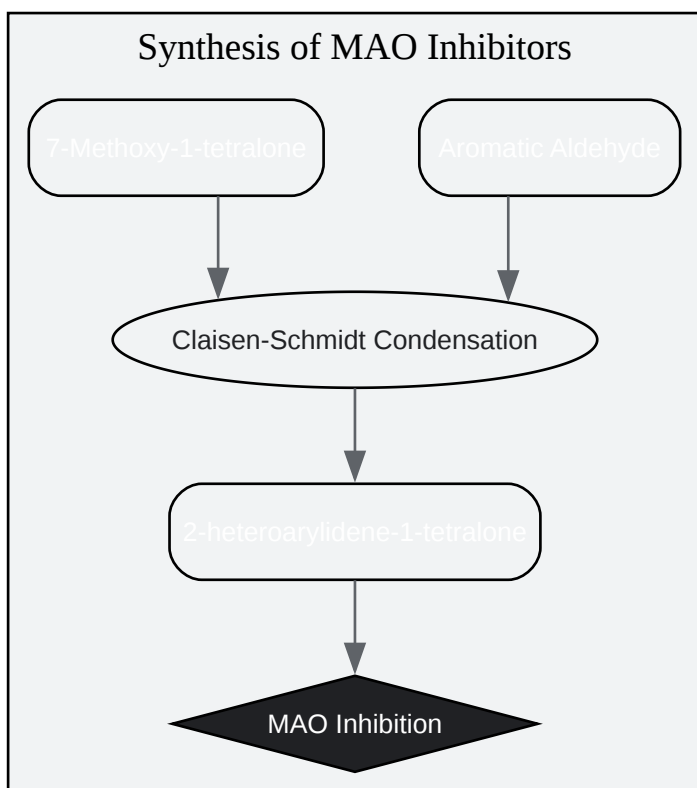 Synthesis of MAO Inhibitors
7-Methoxy-1-tetralone
Aromatic Aldehyde
Claisen-Schmidt Condensation
2-heteroarylidene-1-tetralone
MAO Inhibition